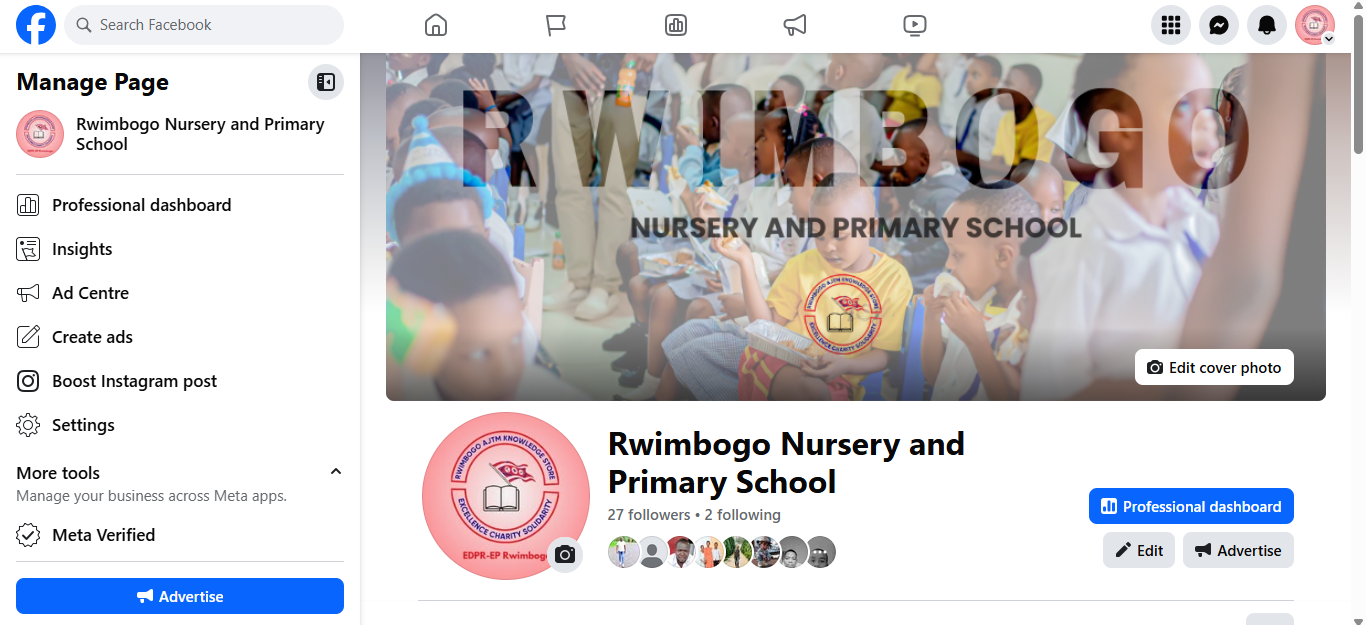 Search Facebook
Manage Page
Rwimbogo Nursery and Primary
School
Professional dashboard
Insights
Ad Centre
Create ads
Boost Instagram post
Settings
More tools
Manage your business across Meta apps.
Meta Verified
Advertise
RWIMBOGO
NURSERY AND PRIMARY SCHOOL
RWIMBOGO AJTM KNOWLEDGE STORE
EXCELLENCE CHARITY SOLIDARITY
Edit cover photo
RWIMBOGO AJTM KNOWLEDGE STORE
EXCELLENCE CHARITY SOLIDARITY
EDPR-EP Rwimbogo
Rwimbogo Nursery and
Primary School
27 followers • 2 following
Professional dashboard
Edit
Advertise